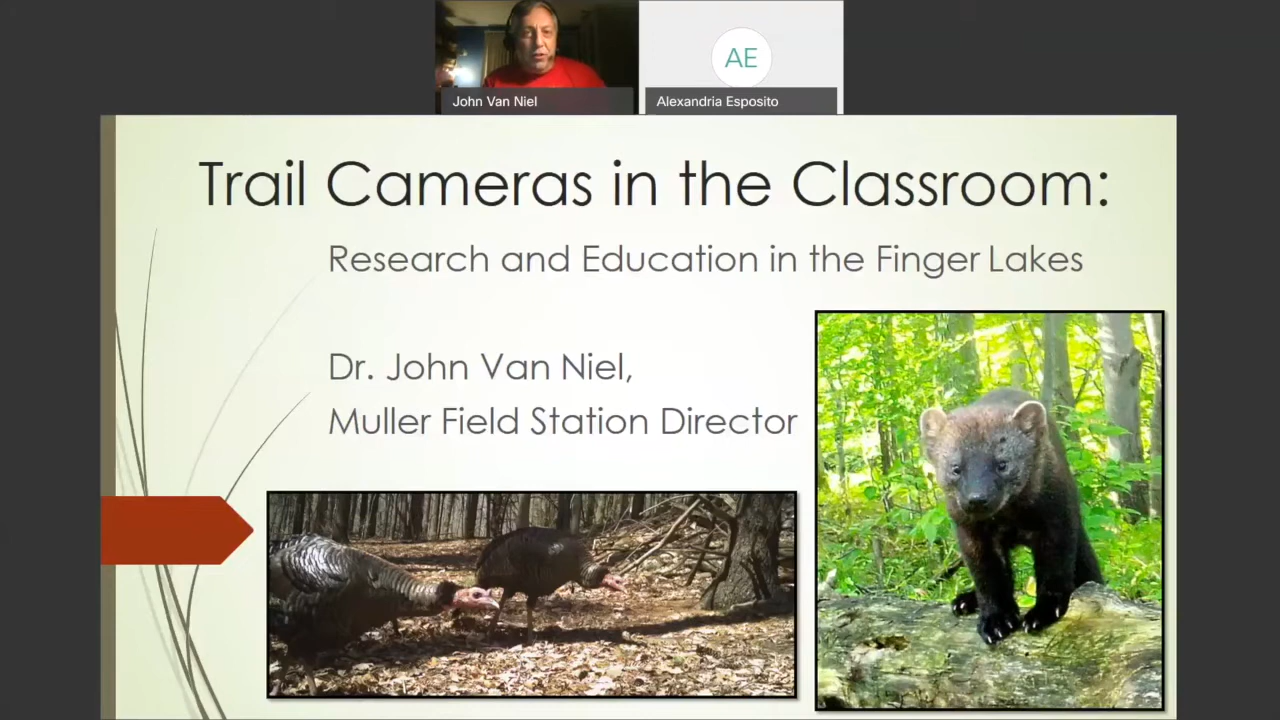 AE
John Van Niel
Alexandria Esposito
Trail Cameras in the Classroom:
Research and Education in the Finger Lakes
Dr. John Van Niel,
Muller Field Station Director